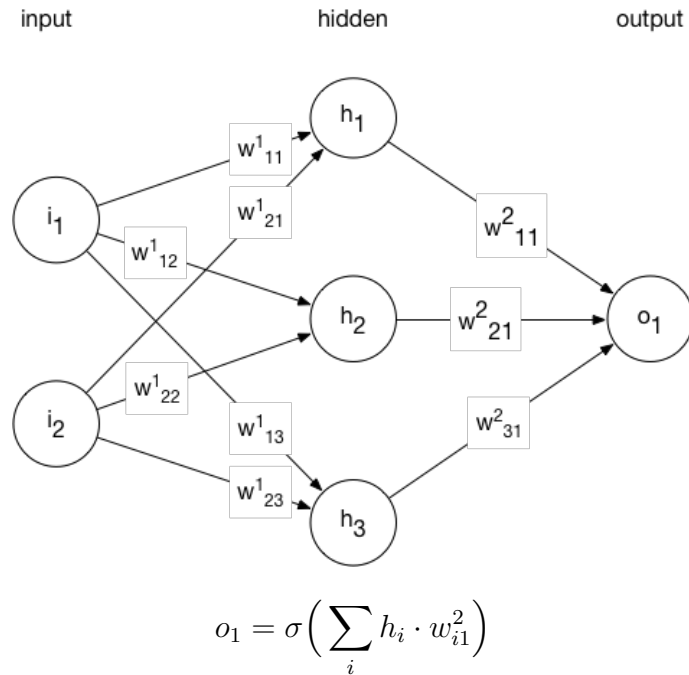 input hidden output
h₁
w¹₁₁
i₁
w¹₂₁
w²₁₁
w¹₁₂
h₂
w²₂₁
o₁
w¹₂₂
i₂
w¹₁₃
w²₃₁
w¹₂₃
h₃
o₁ = σ(∑ᵢ hᵢ · w²ᵢ₁)